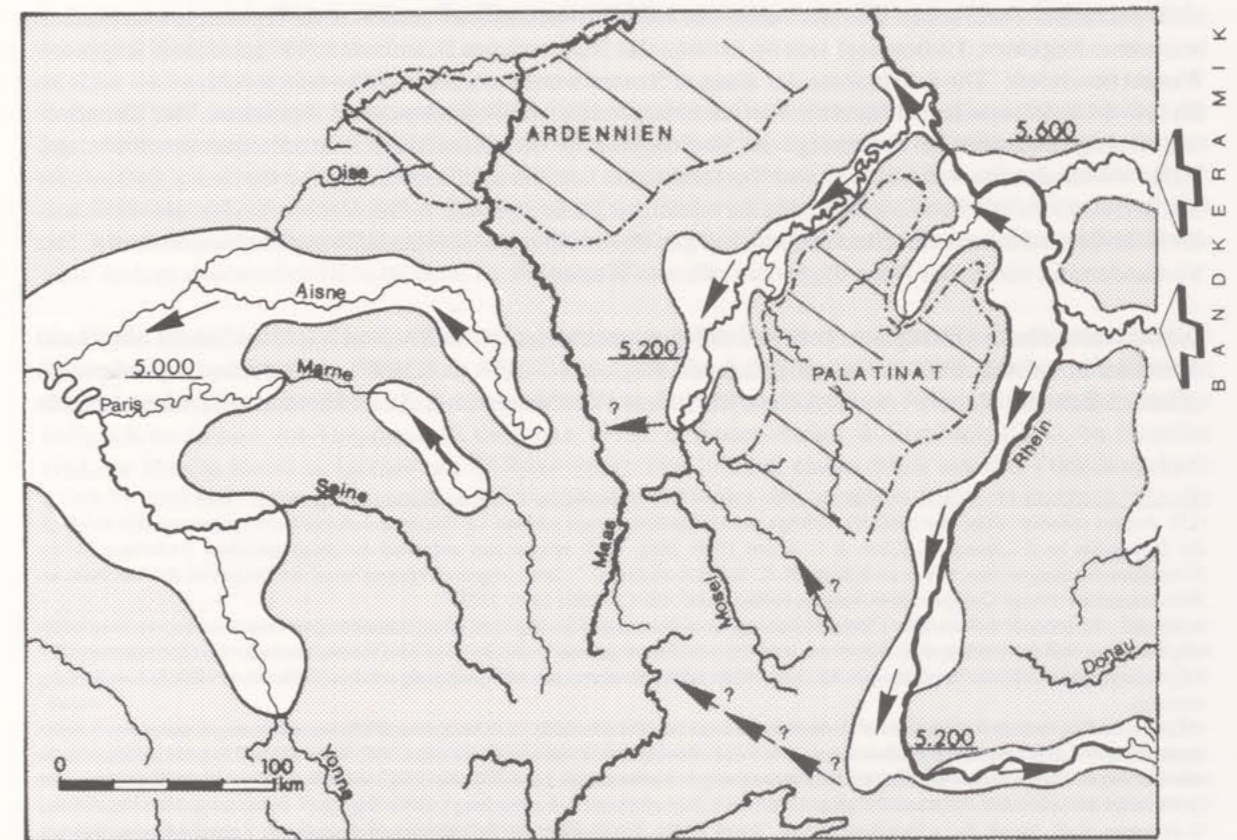 ARDENNIEN
5.600
Oise
Aisne
5.200
5.000
PALATINAT
Marne
?
Paris
Rhein
Seine
Maas
?
Mosel
Donau
?
?
5.200
?
0 100
km
Yonne
BANDKERAMIK